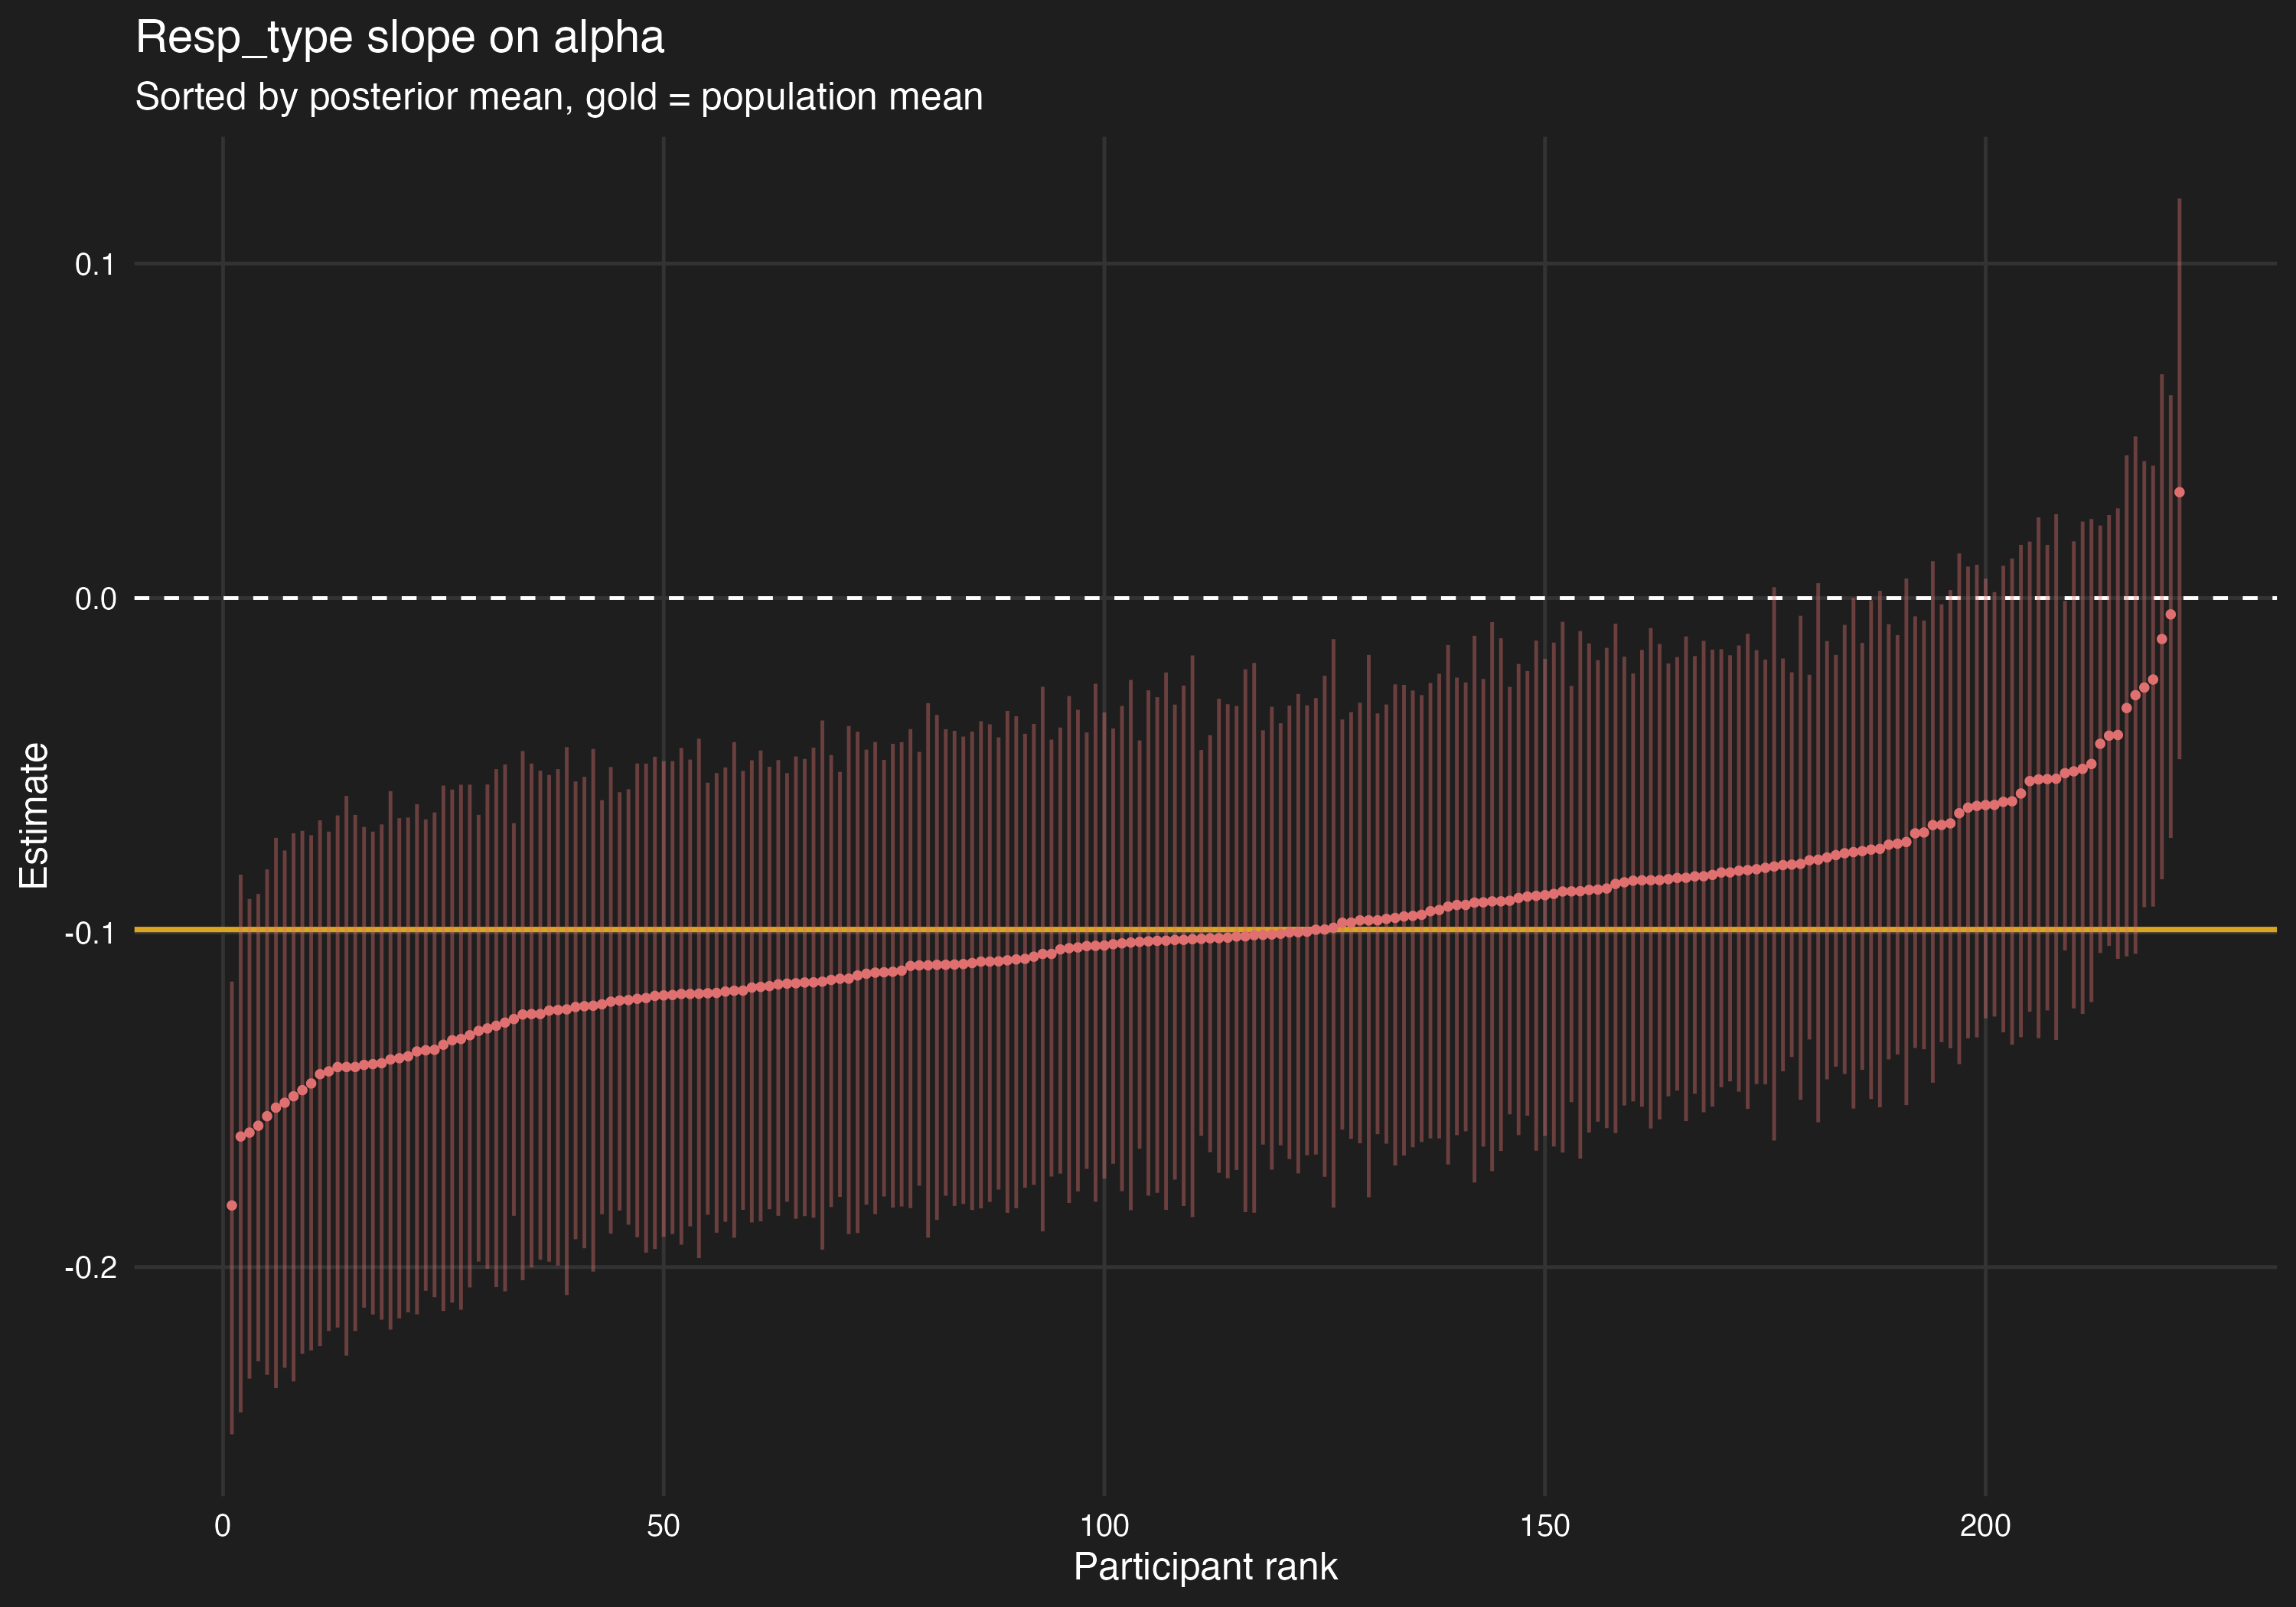 Resp_type slope on alpha
Sorted by posterior mean, gold = population mean
0.1
0.0
-0.1
-0.2
Estimate
0 50 100 150 200
Participant rank